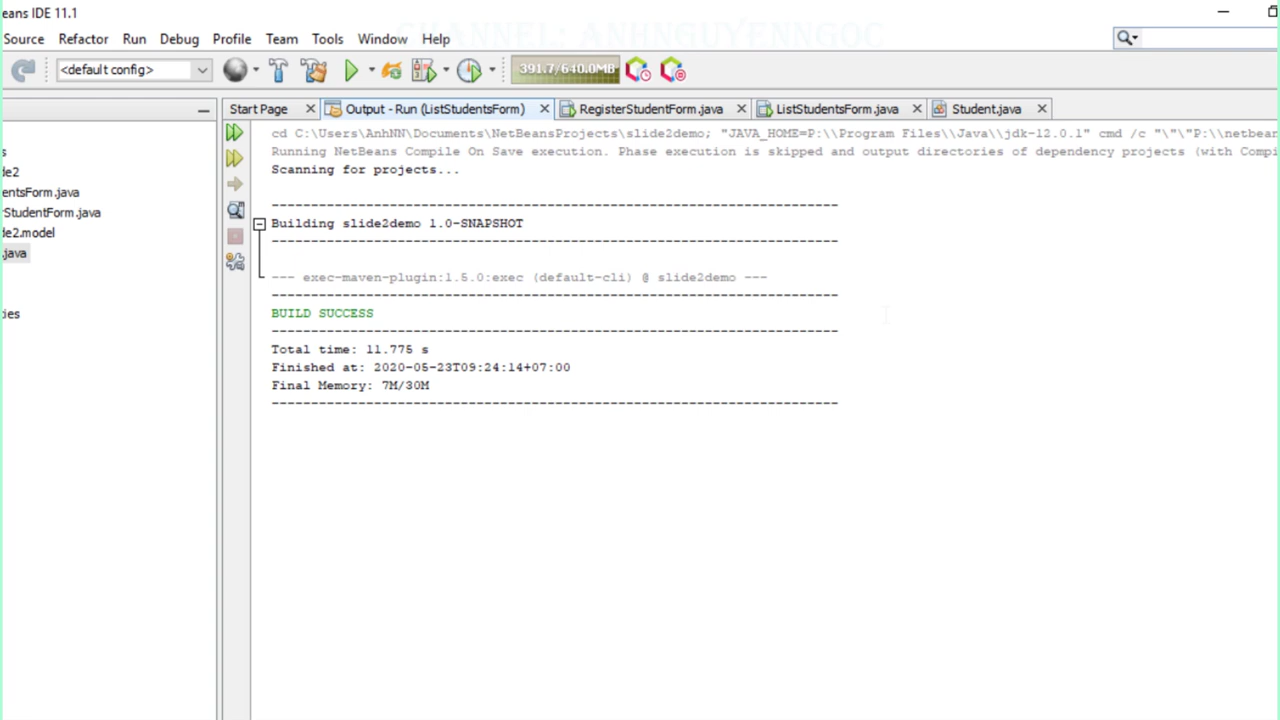 eans IDE 11.1
CHANNEL: ANHNGUYENNGOC
Source Refactor Run Debug Profile Team Tools Window Help
<default config> 391.7/640.0MB
Start Page Output - Run (ListStudentsForm) RegisterStudentForm.java ListStudentsForm.java Student.java
cd C:\Users\AnhNN\Documents\NetBeansProjects\slide2demo; "JAVA_HOME=P:\\Program Files\\Java\\jdk-12.0.1" cmd /c "\"\"P:\\netbean
Running NetBeans Compile On Save execution. Phase execution is skipped and output directories of dependency projects (with Compi
Scanning for projects...
------------------------------------------------------------------------
Building slide2demo 1.0-SNAPSHOT
------------------------------------------------------------------------
--- exec-maven-plugin:1.5.0:exec (default-cli) @ slide2demo ---
------------------------------------------------------------------------
BUILD SUCCESS
------------------------------------------------------------------------
Total time: 11.775 s
Finished at: 2020-05-23T09:24:14+07:00
Final Memory: 7M/30M
------------------------------------------------------------------------
s
de2
entsForm.java
rStudentForm.java
de2.model
.java
ies